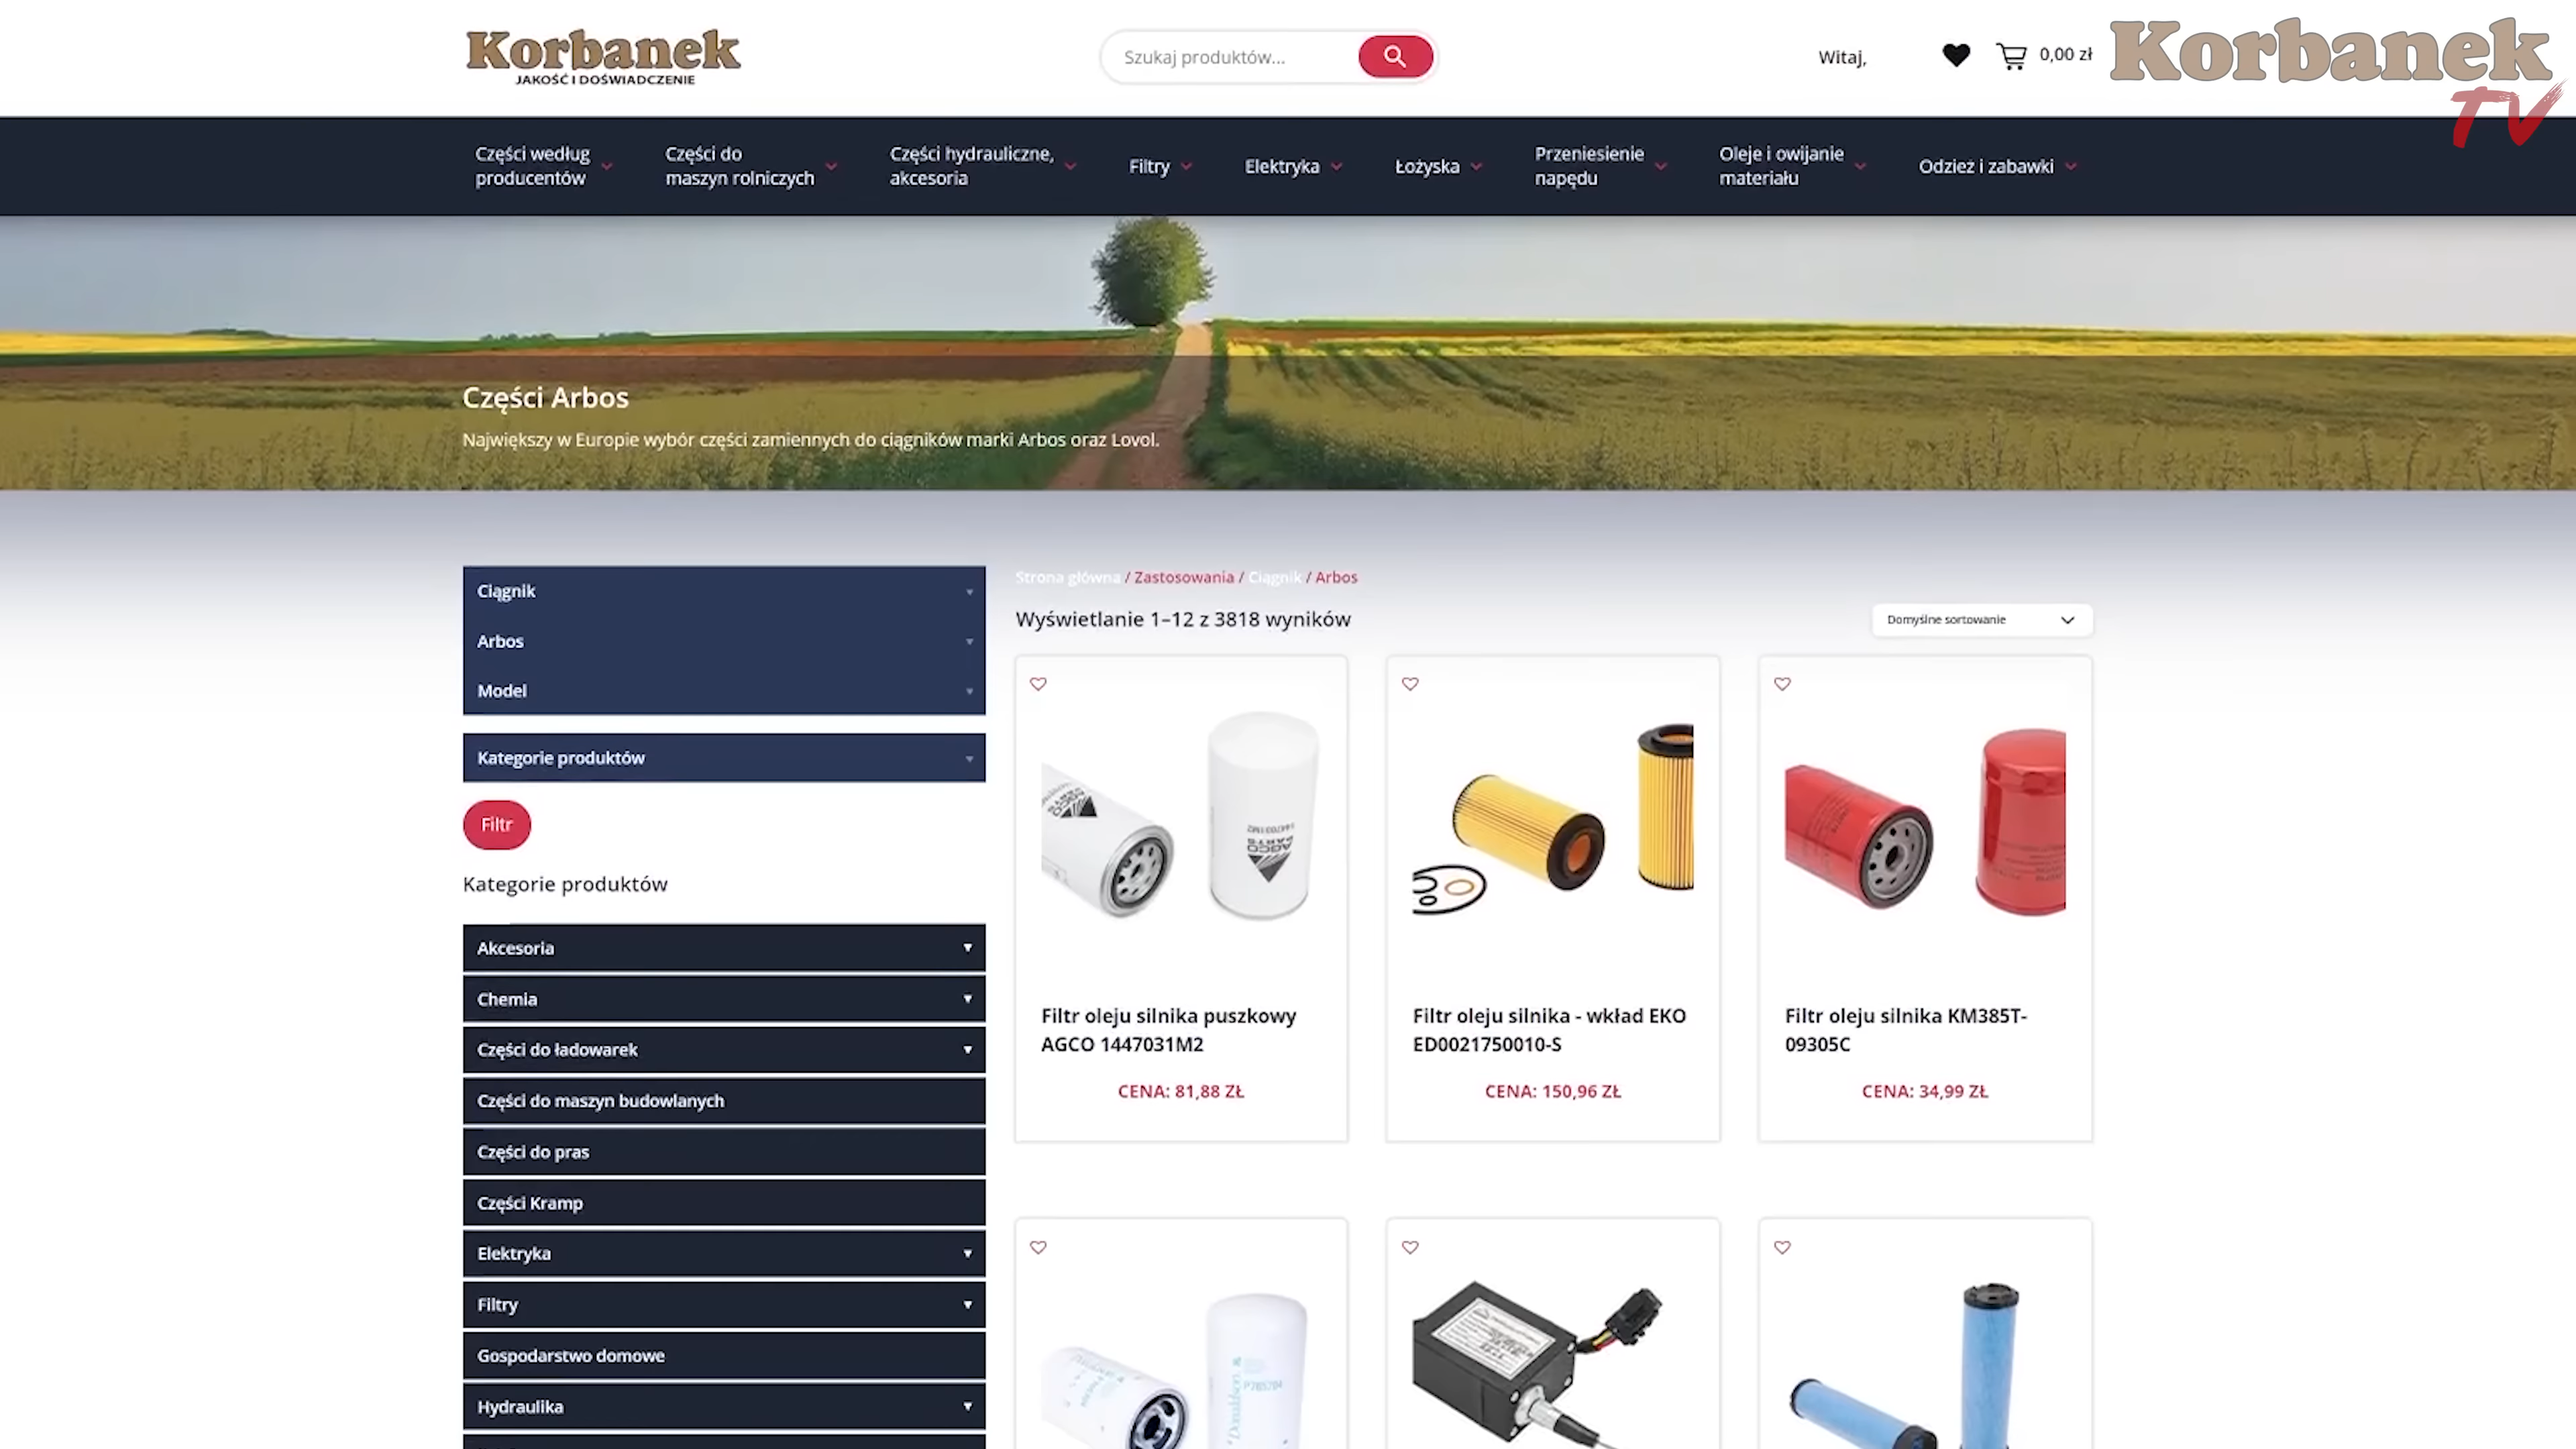 Korbanek
JAKOŚĆ I DOŚWIADCZENIE
Szukaj produktów...
Witaj,
0,00 zł
Korbanek
TV
Części według
producentów
Części do
maszyn rolniczych
Części hydrauliczne,
akcesoria
Filtry
Elektryka
Łożyska
Przeniesienie
napędu
Oleje i owijanie
materiału
Odzież i zabawki
Części Arbos
Największy w Europie wybór części zamiennych do ciągników marki Arbos oraz Lovol.
Ciągnik
Arbos
Model
Kategorie produktów
Filtr
Kategorie produktów
Akcesoria
Chemia
Części do ładowarek
Części do maszyn budowlanych
Części do pras
Części Kramp
Elektryka
Filtry
Gospodarstwo domowe
Hydraulika
Strona główna / Zastosowania / Ciągnik / Arbos
Wyświetlanie 1–12 z 3818 wyników
Domyślne sortowanie
AGCO
PARTS
1447031M2
Filtr oleju silnika puszkowy
AGCO 1447031M2
CENA: 81,88 ZŁ
Filtr oleju silnika - wkład EKO
ED0021750010-S
CENA: 150,96 ZŁ
Filtr oleju silnika KM385T-
09305C
CENA: 34,99 ZŁ
Donaldson